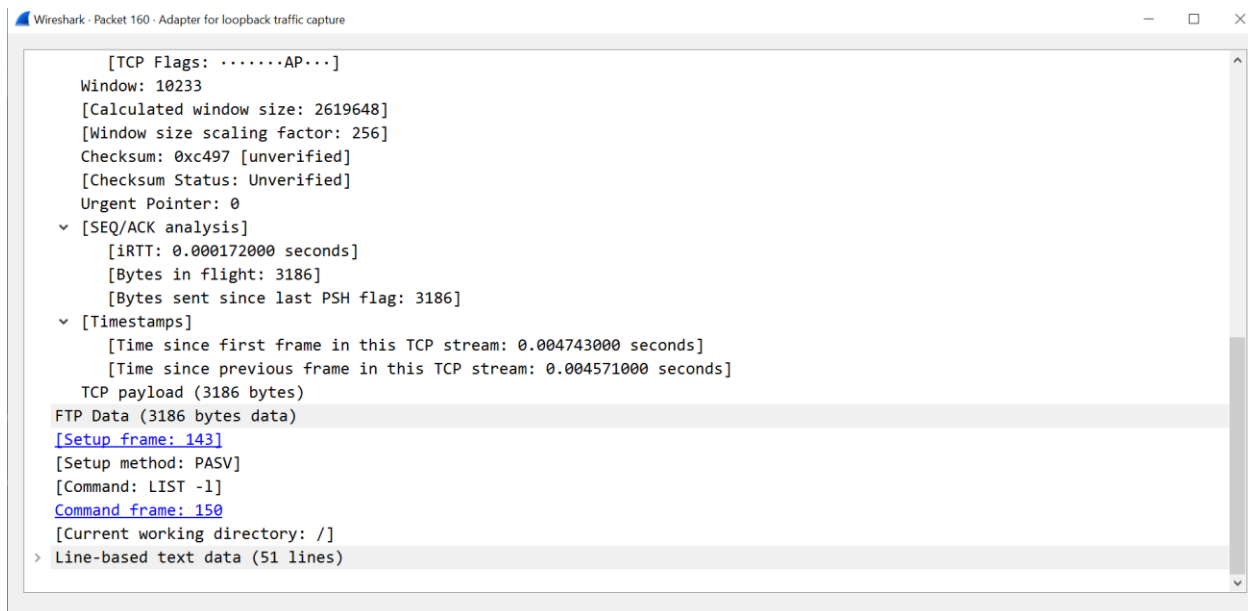 Wireshark · Packet 160 · Adapter for loopback traffic capture
[TCP Flags: ·······AP···]
Window: 10233
[Calculated window size: 2619648]
[Window size scaling factor: 256]
Checksum: 0xc497 [unverified]
[Checksum Status: Unverified]
Urgent Pointer: 0
[SEQ/ACK analysis]
[iRTT: 0.000172000 seconds]
[Bytes in flight: 3186]
[Bytes sent since last PSH flag: 3186]
[Timestamps]
[Time since first frame in this TCP stream: 0.004743000 seconds]
[Time since previous frame in this TCP stream: 0.004571000 seconds]
TCP payload (3186 bytes)
FTP Data (3186 bytes data)
[Setup frame: 143]
[Setup method: PASV]
[Command: LIST -l]
Command frame: 150
[Current working directory: /]
Line-based text data (51 lines)